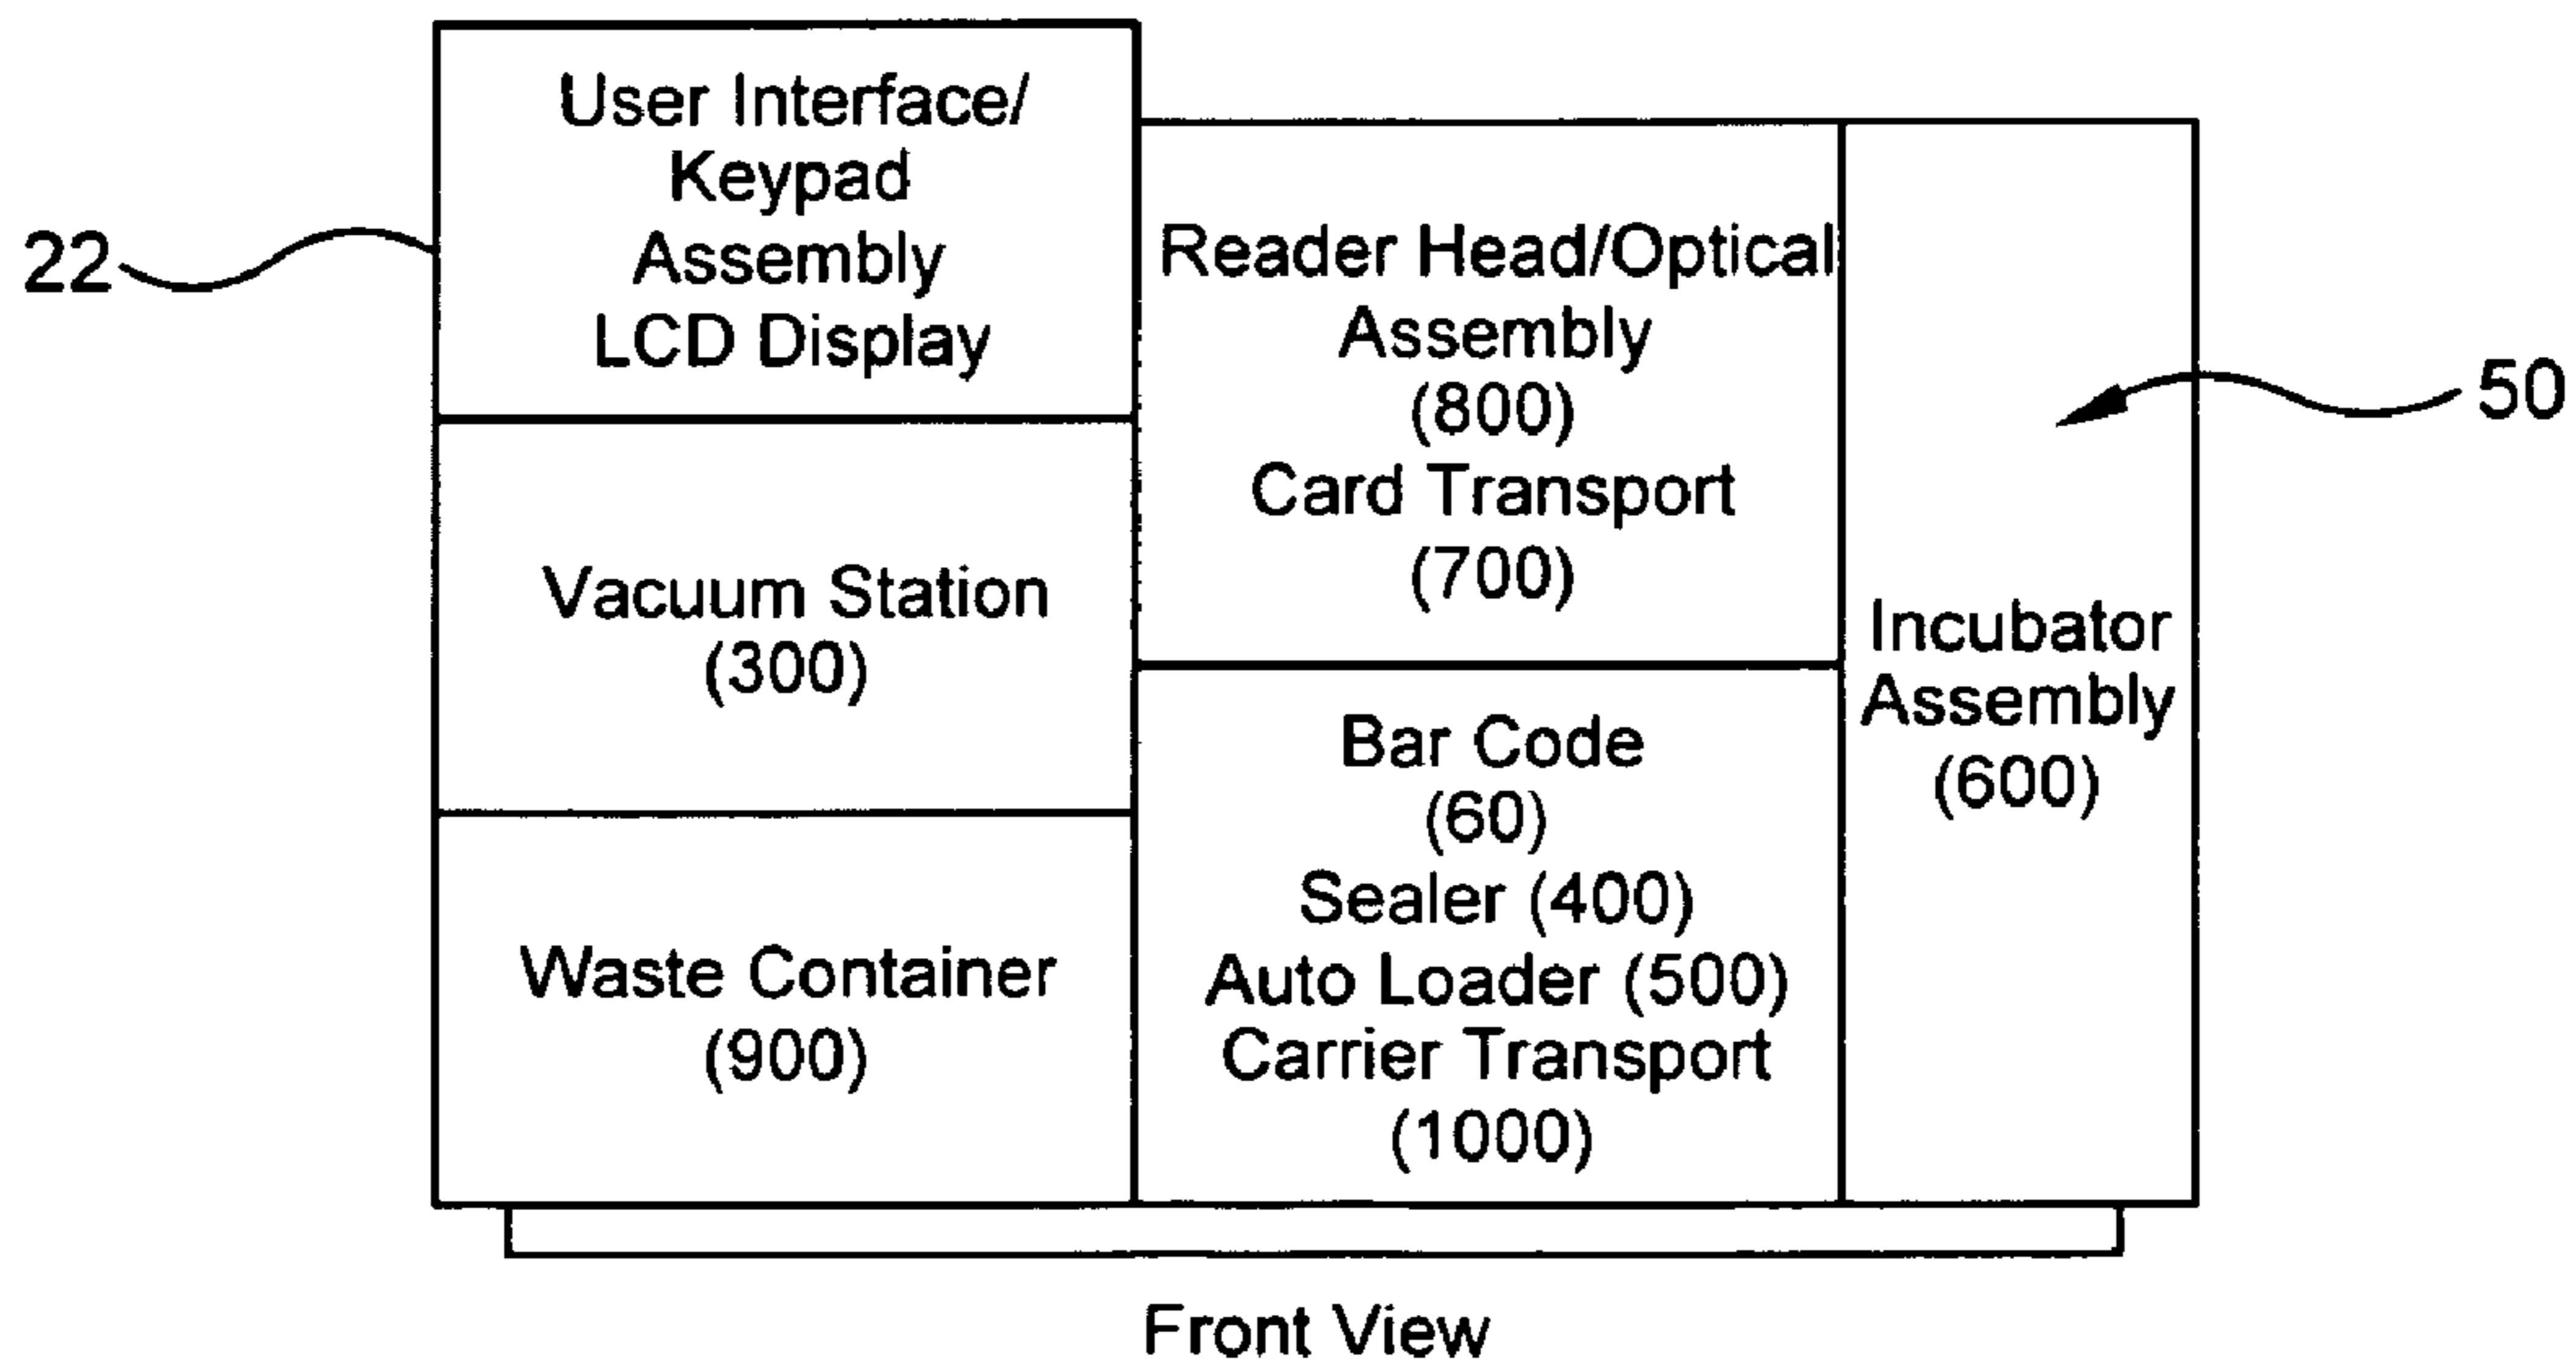 User Interface/
Keypad
Assembly
LCD Display
22
Vacuum Station
(300)
Waste Container
(900)
Reader Head/Optical
Assembly
(800)
Card Transport
(700)
Bar Code
(60)
Sealer (400)
Auto Loader (500)
Carrier Transport
(1000)
Incubator
Assembly
(600)
50
Front View